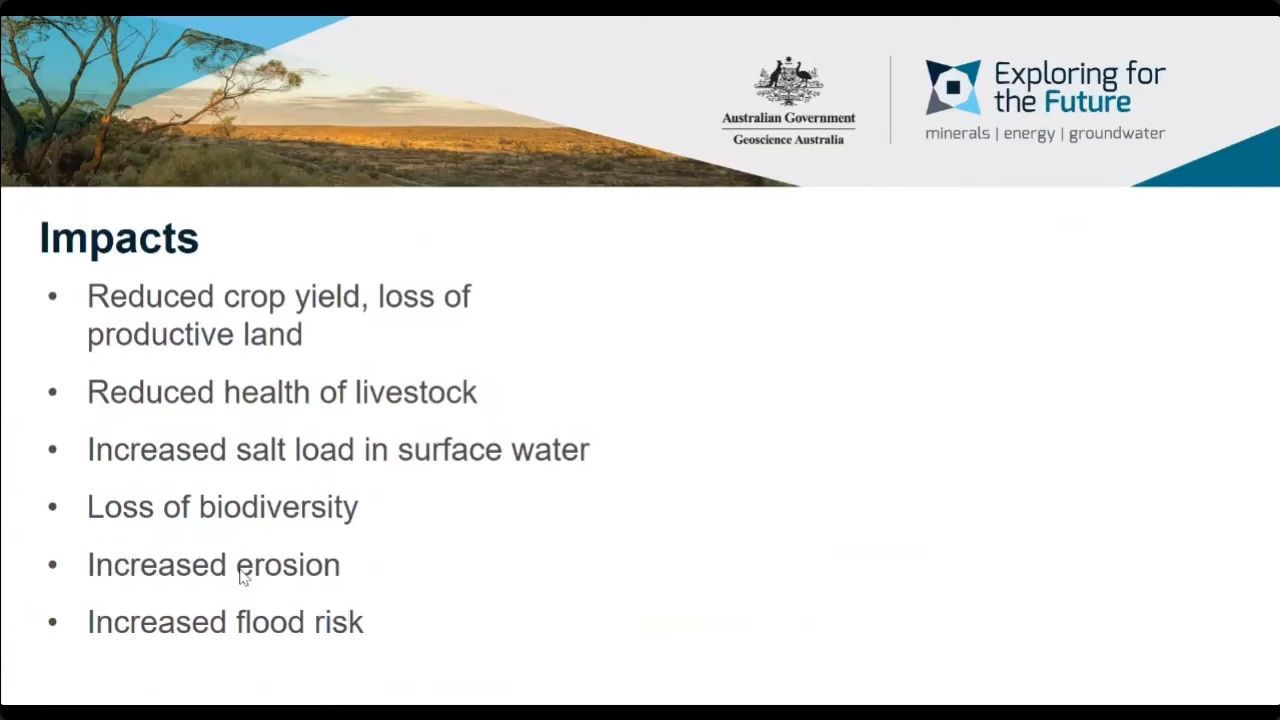 Australian Government
Geoscience Australia
Exploring for
the Future
minerals | energy | groundwater
Impacts
• Reduced crop yield, loss of
productive land
• Reduced health of livestock
• Increased salt load in surface water
• Loss of biodiversity
• Increased erosion
• Increased flood risk